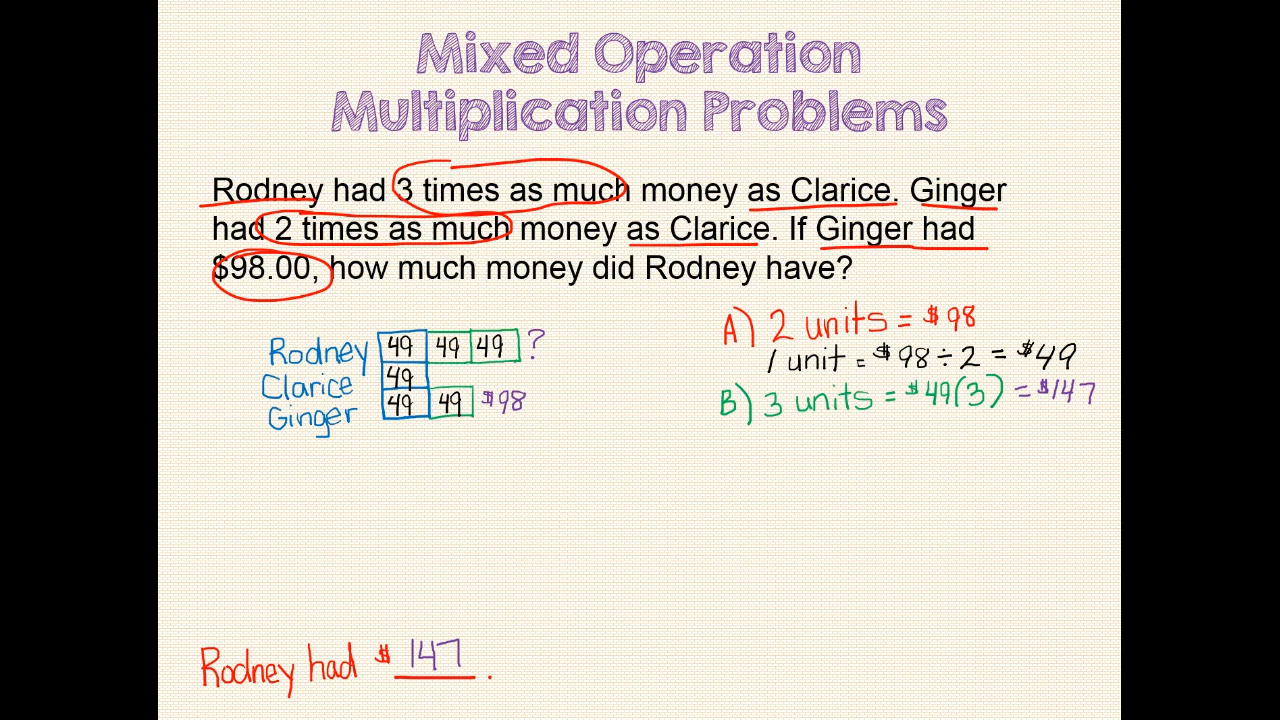 Mixed Operation
Multiplication Problems
Rodney had 3 times as much money as Clarice. Ginger
had 2 times as much money as Clarice. If Ginger had
$98.00, how much money did Rodney have?
Rodney 49 49 49 ?
Clarice 49
Ginger 49 49 $98
A) 2 units = $98
1 unit = $98 ÷ 2 = $49
B) 3 units = $49(3) = $147
Rodney had $ 147.